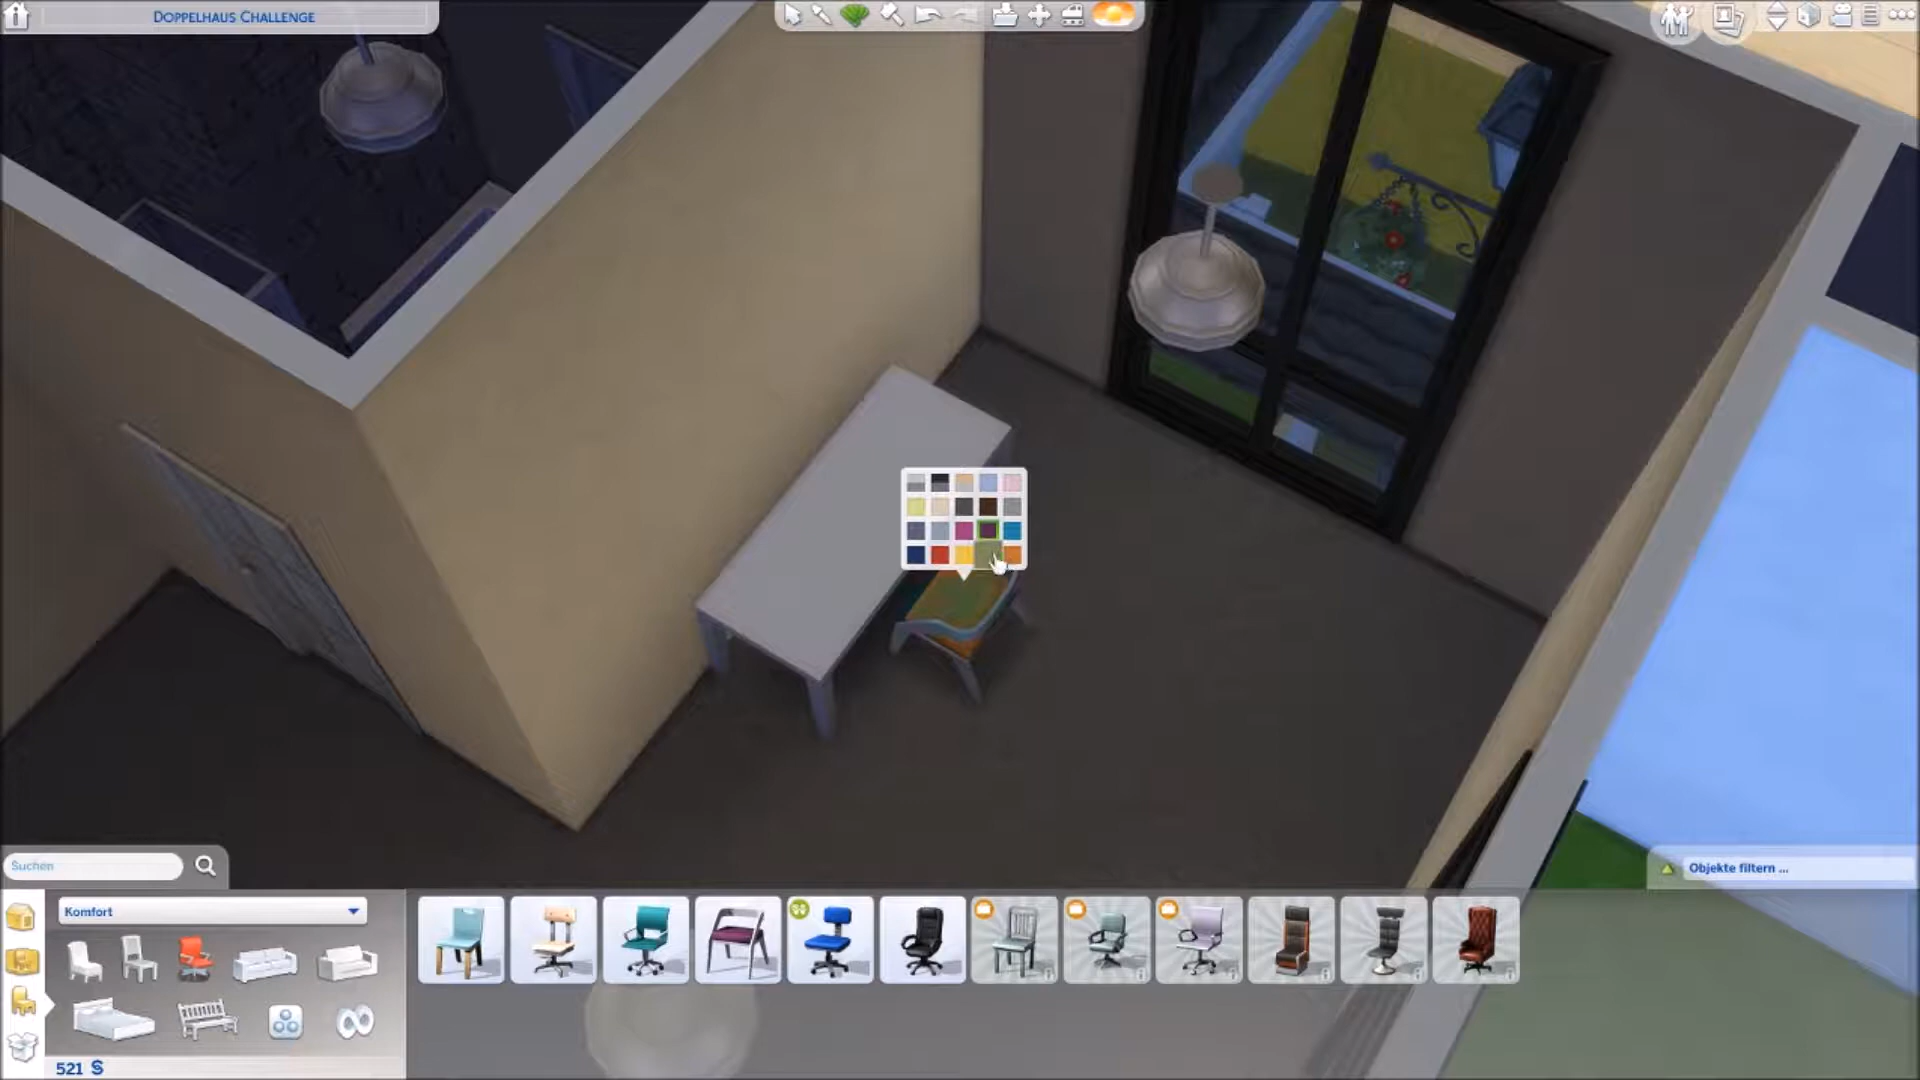 DOPPELHAUS CHALLENGE
Suchen
Objekte filtern ...
Komfort
521 S